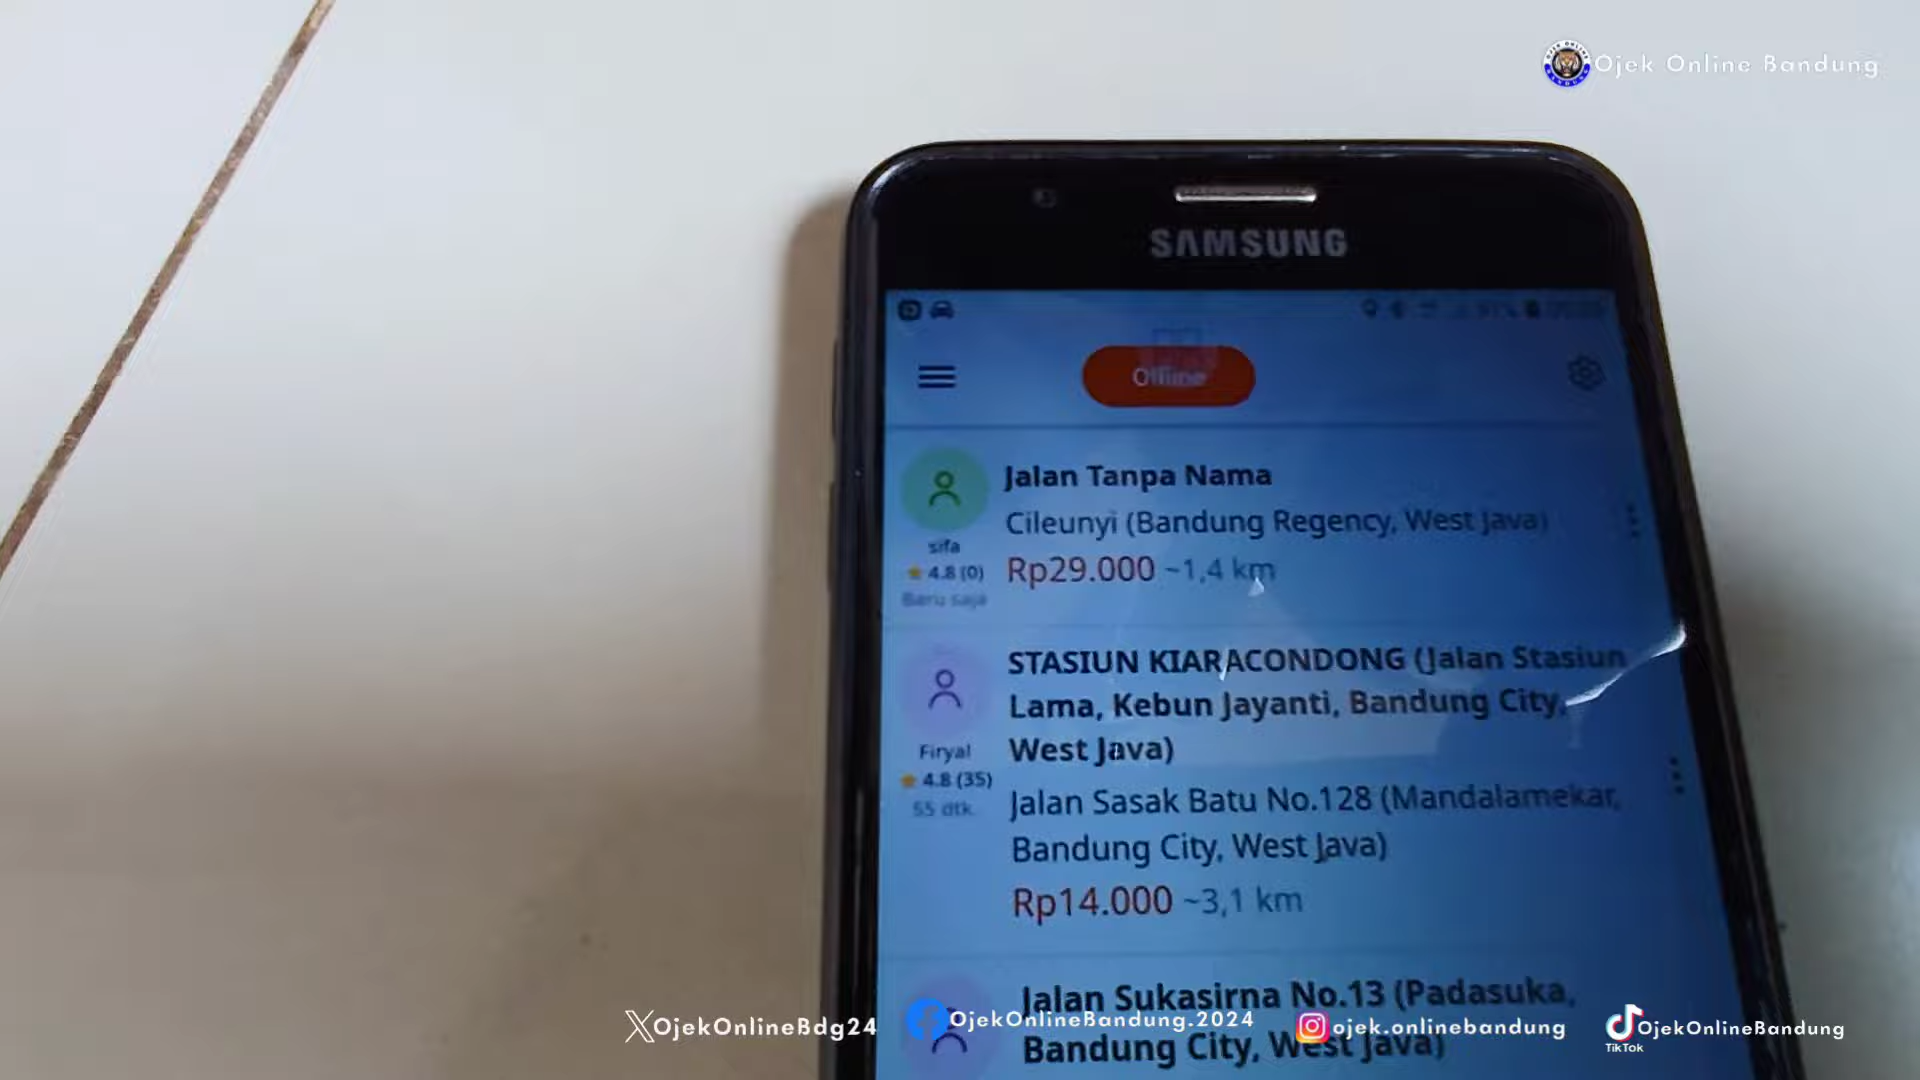 Ojek Online Bandung
SAMSUNG
Offline
Jalan Tanpa Nama
Cileunyi (Bandung Regency, West Java)
sifa
4.8 (0)
Rp29.000 ~1,4 km
Baru saja
STASIUN KIARACONDONG (Jalan Stasiun
Lama, Kebun Jayanti, Bandung City,
West Java)
Firyal
4.8 (35)
55 dtk.
Jalan Sasak Batu No.128 (Mandalamekar,
Bandung City, West Java)
Rp14.000 ~3,1 km
Jalan Sukasirna No.13 (Padasuka,
Bandung City, West Java)
OjekOnlineBdg24
OjekOnlineBandung.2024
ojek.onlinebandung
OjekOnlineBandung
TikTok